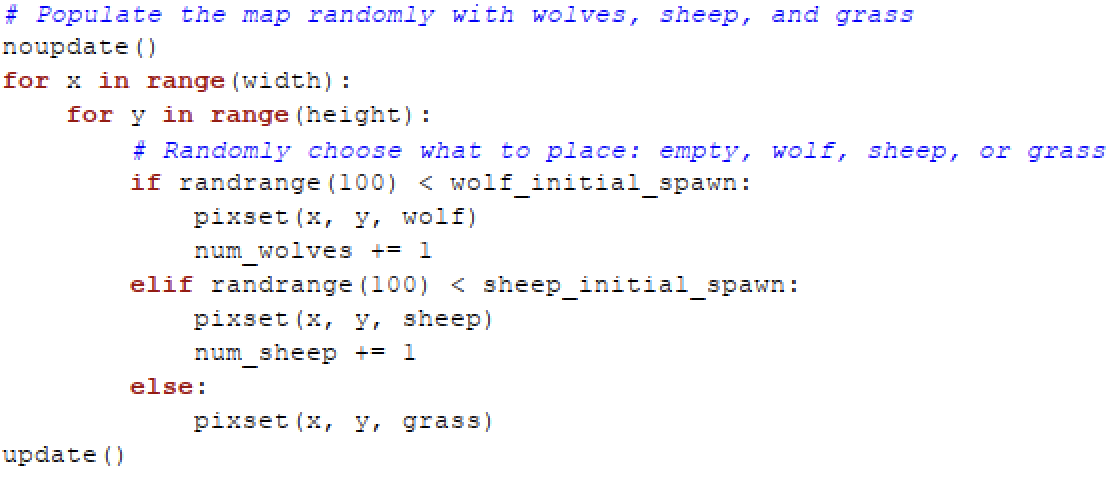 # Populate the map randomly with wolves, sheep, and grass
noupdate()
for x in range(width):
    for y in range(height):
        # Randomly choose what to place: empty, wolf, sheep, or grass
        if randrange(100) < wolf_initial_spawn:
            pixset(x, y, wolf)
            num_wolves += 1
        elif randrange(100) < sheep_initial_spawn:
            pixset(x, y, sheep)
            num_sheep += 1
        else:
            pixset(x, y, grass)
update()